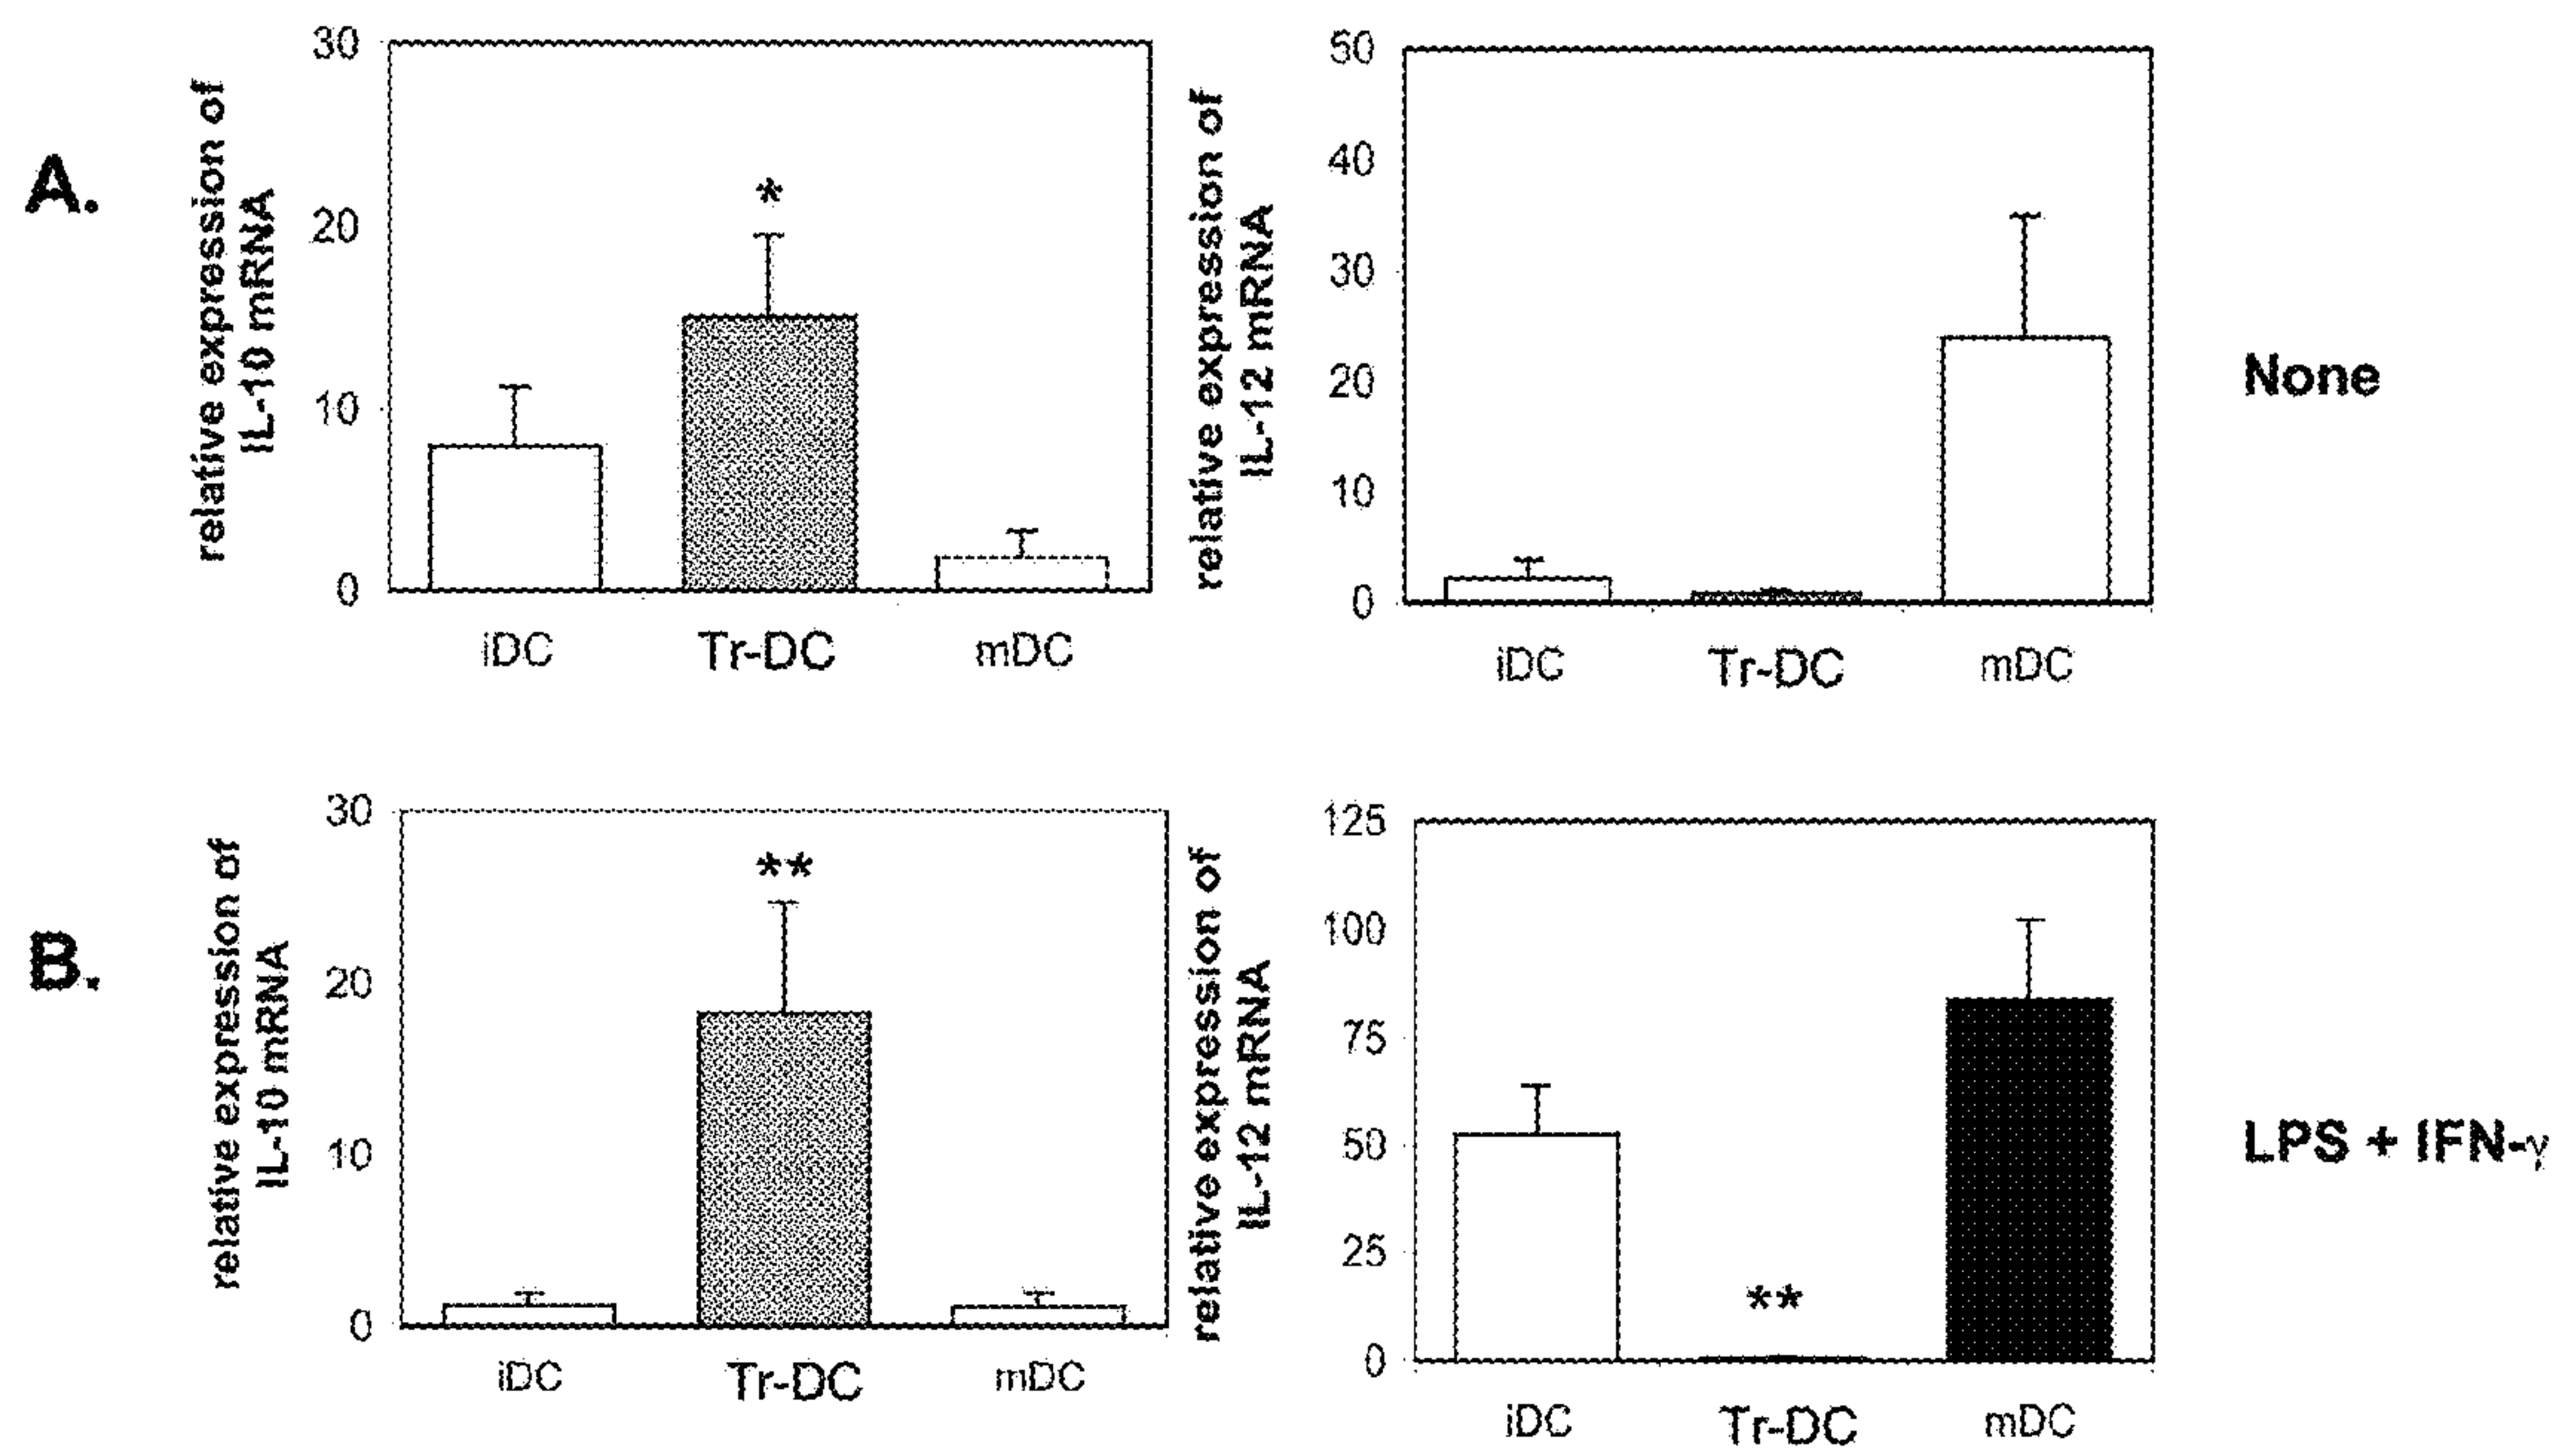 A.
relative expression of
IL-10 mRNA
30
20
10
0
*
iDC
Tr-DC
mDC
relative expression of
IL-12 mRNA
50
40
30
20
10
0
iDC
Tr-DC
mDC
None
B.
relative expression of
IL-10 mRNA
30
20
10
0
**
iDC
Tr-DC
mDC
relative expression of
IL-12 mRNA
125
100
75
50
25
0
**
iDC
Tr-DC
mDC
LPS + IFN-γ